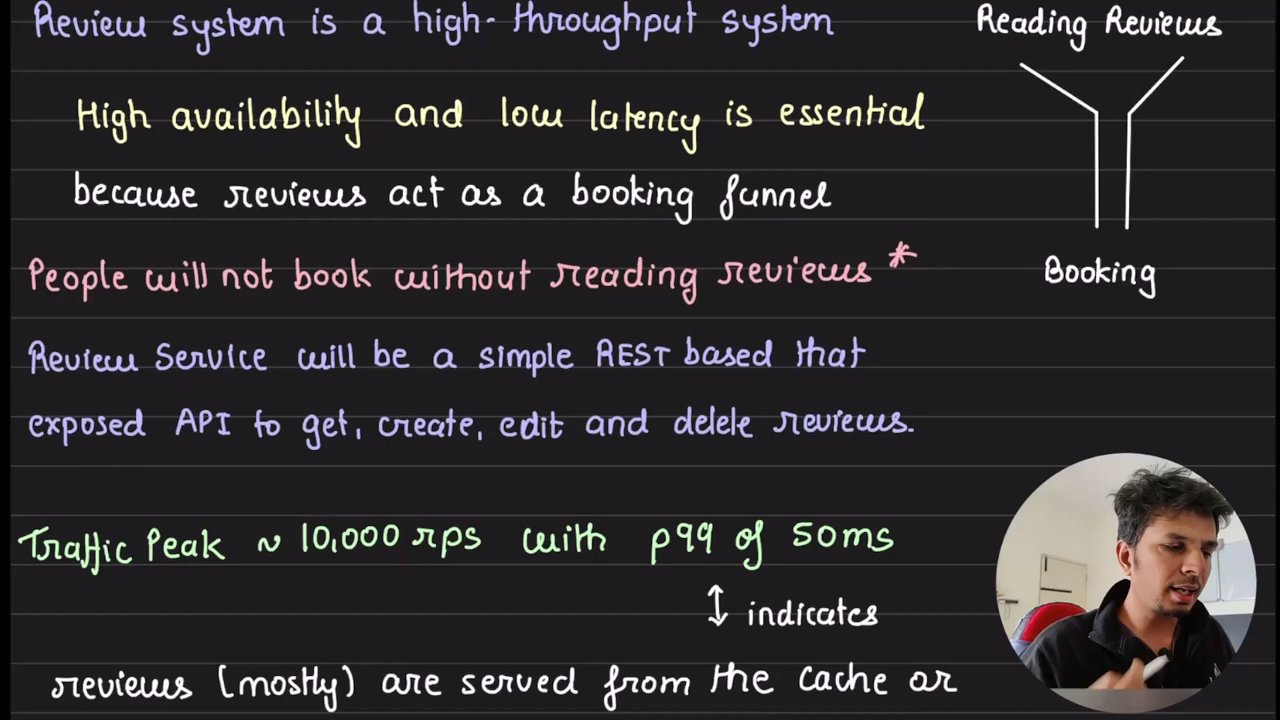 Review system is a high-throughput system
Reading Reviews
High availability and low latency is essential
because reviews act as a booking funnel
People will not book without reading reviews *
Booking
Review Service will be a simple REST based that
exposed API to get, create, edit and delete reviews.
Traffic Peak ~ 10,000 rps with p99 of 50ms
↕ indicates
reviews (mostly) are served from the cache or